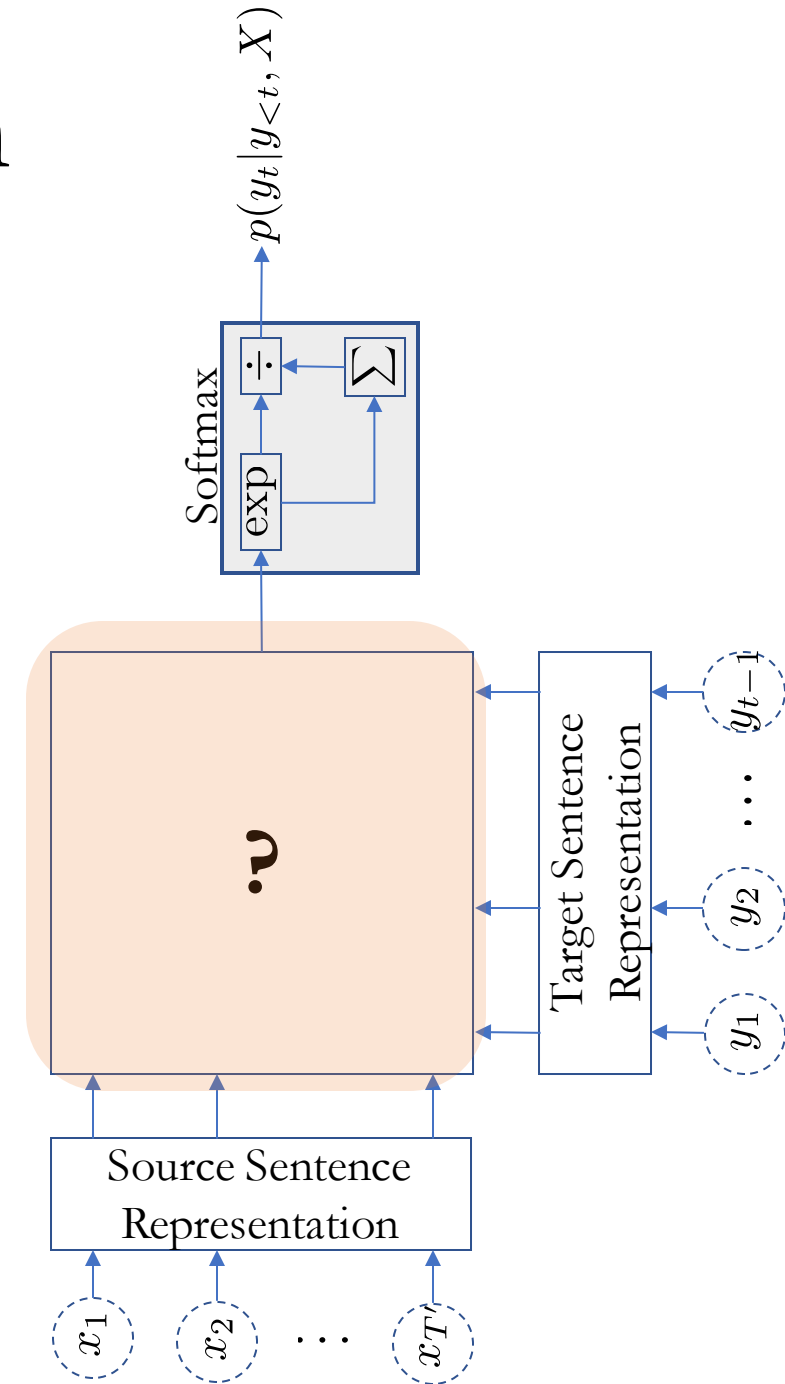 p(y_t|y_{<t}, X)
Softmax
exp
÷
Σ
?
Source Sentence
Representation
Target Sentence
Representation
x_1
x_2
⋯
x_{T'}
y_1
y_2
⋯
y_{t-1}